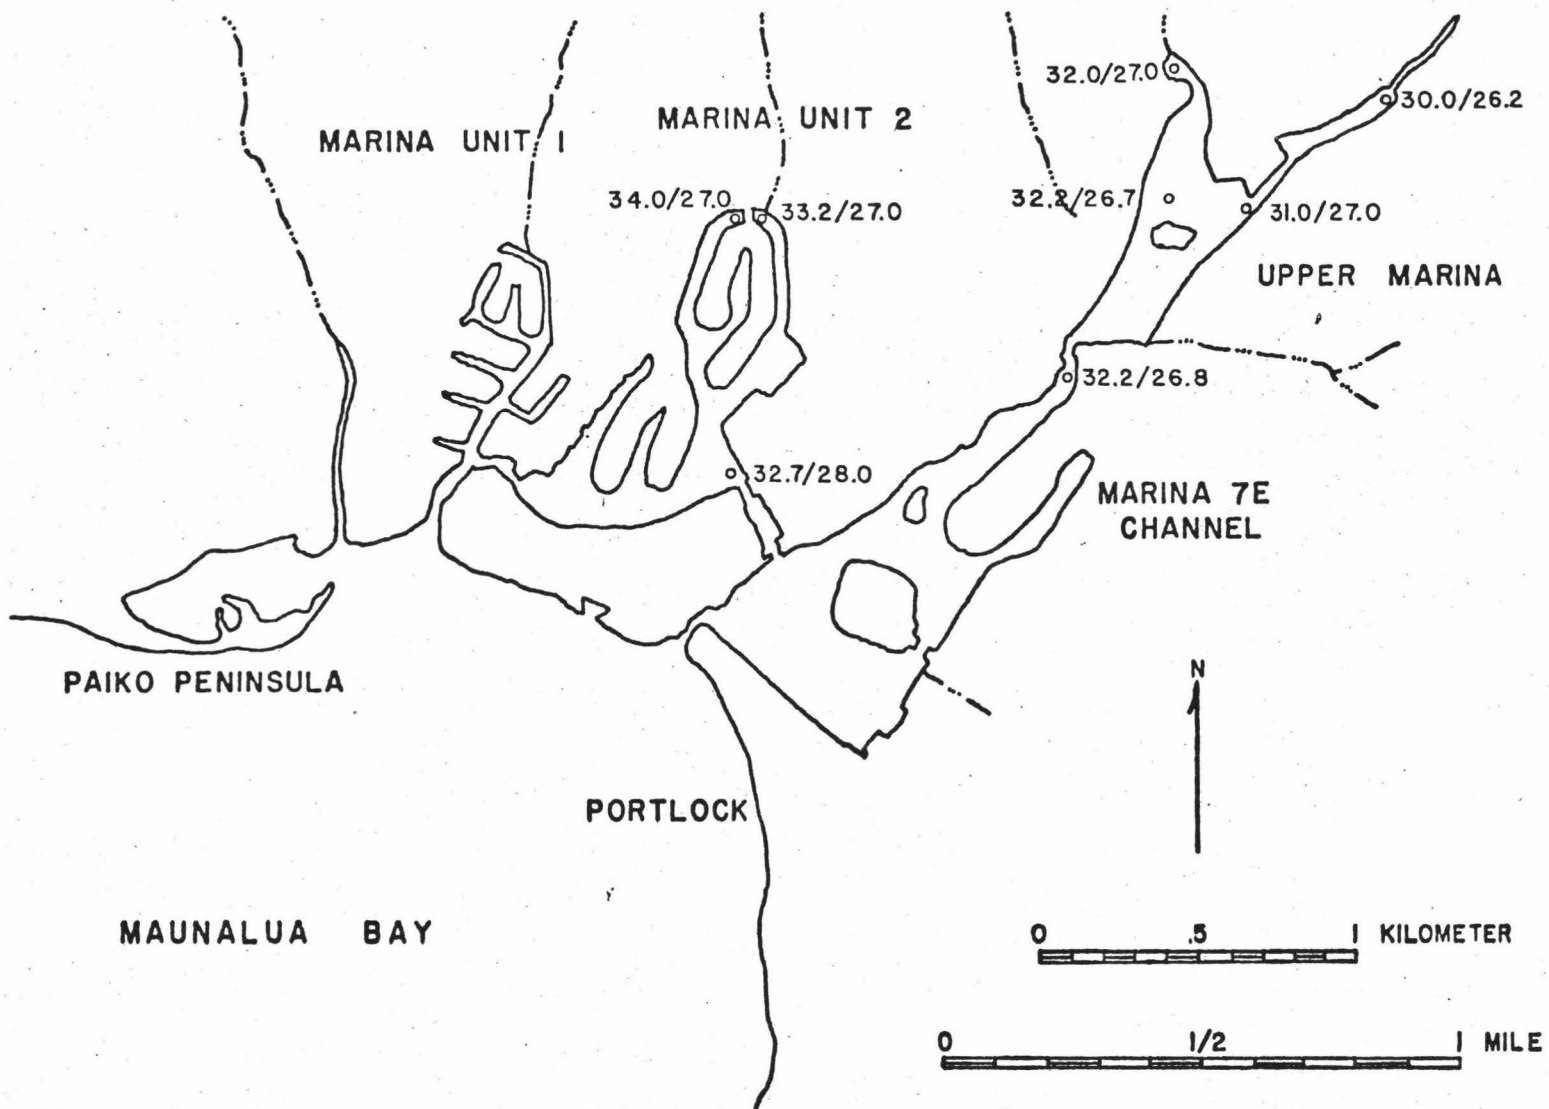 32.0/27.0
30.0/26.2
MARINA UNIT 2
MARINA UNIT 1
34.0/27.0
33.2/27.0
32.2/26.7
31.0/27.0
UPPER MARINA
32.2/26.8
32.7/28.0
MARINA 7E
CHANNEL
PAIKO PENINSULA
N
PORTLOCK
MAUNALUA BAY
0 .5 1 KILOMETER
0 1/2 1 MILE